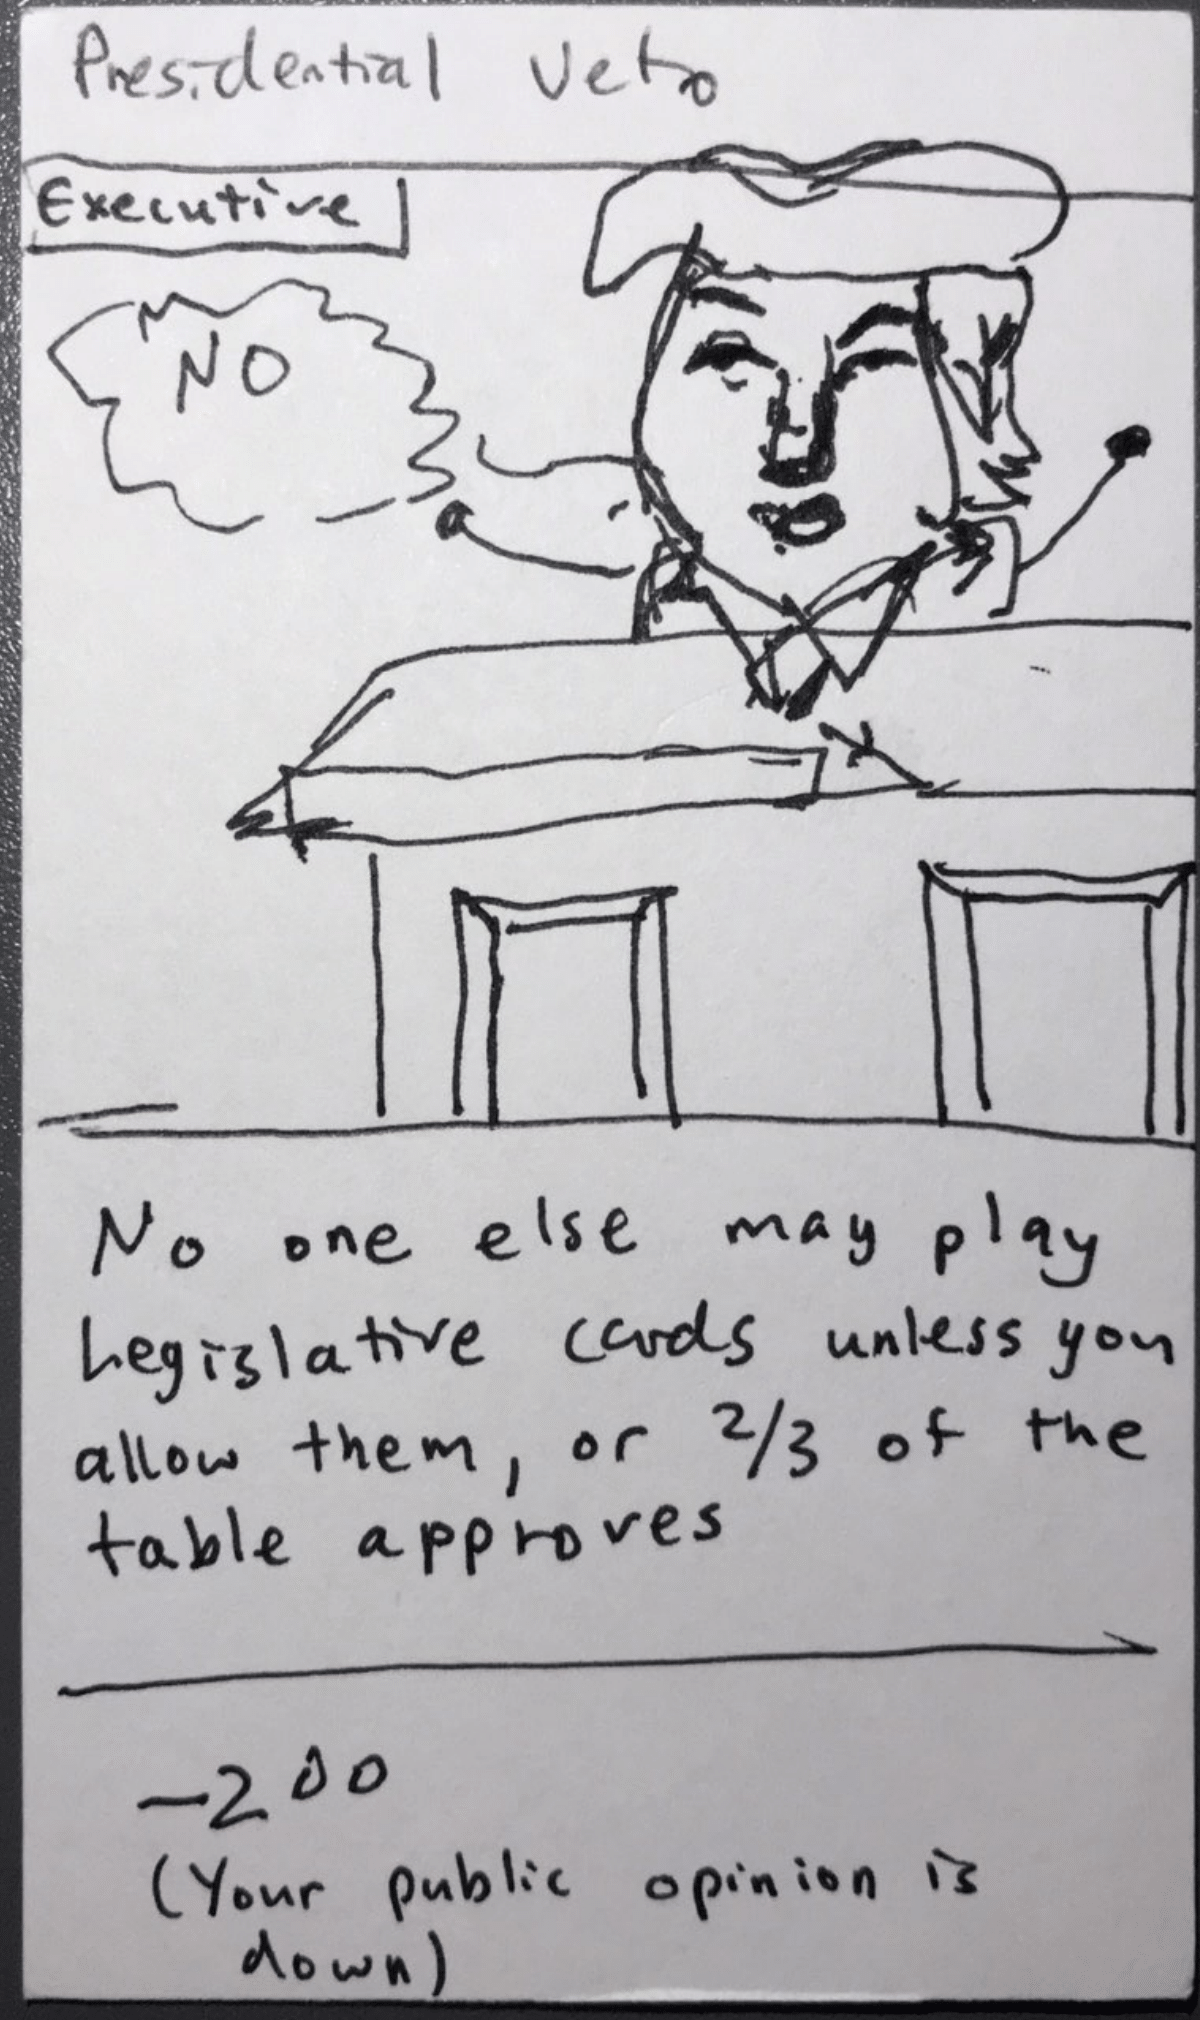 Presidential Veto
Executive
NO
No one else may play
Legislative cards unless you
allow them, or 2/3 of the
table approves
-200
(Your public opinion is
down)